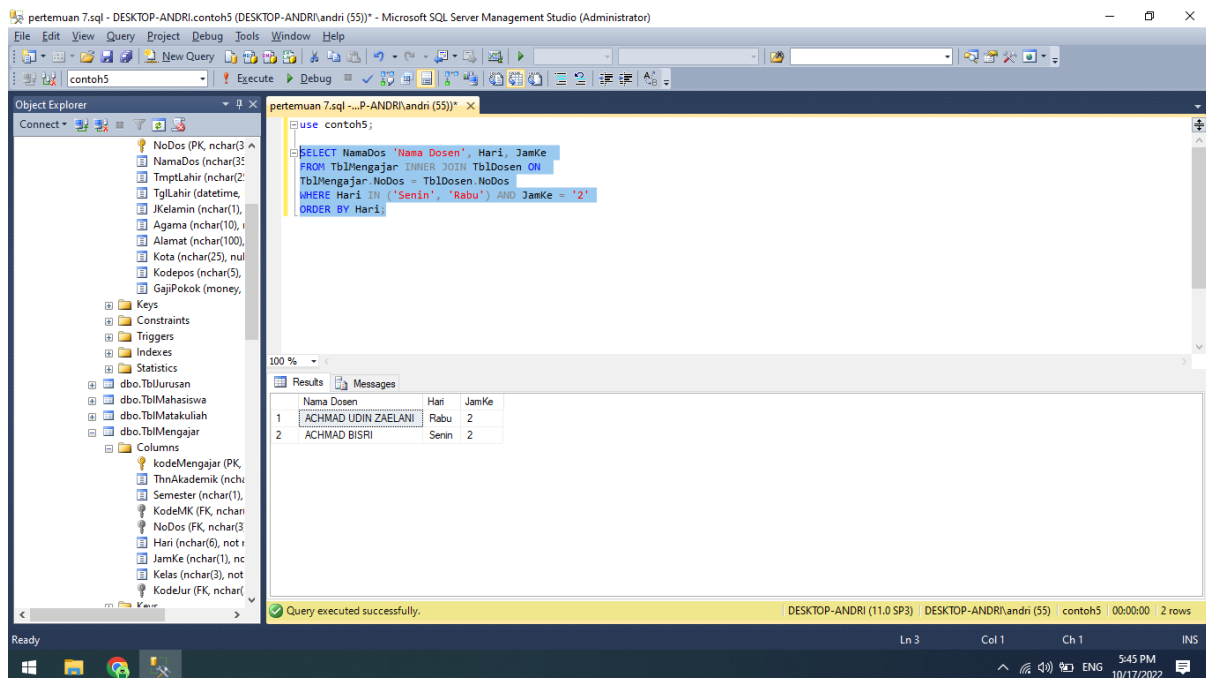 pertemuan 7.sql - DESKTOP-ANDRI.contoh5 (DESKTOP-ANDRI\andri (55))* - Microsoft SQL Server Management Studio (Administrator)
File Edit View Query Project Debug Tools Window Help
New Query
contoh5 Execute Debug
Object Explorer
Connect
NoDos (PK, nchar(3
NamaDos (nchar(35
TmptLahir (nchar(2
TglLahir (datetime,
JKelamin (nchar(1),
Agama (nchar(10),
Alamat (nchar(100),
Kota (nchar(25), nul
Kodepos (nchar(5),
GajiPokok (money,
Keys
Constraints
Triggers
Indexes
Statistics
dbo.TblJurusan
dbo.TblMahasiswa
dbo.TblMatakuliah
dbo.TblMengajar
Columns
kodeMengajar (PK,
ThnAkademik (ncha
Semester (nchar(1),
KodeMK (FK, nchar(
NoDos (FK, nchar(3
Hari (nchar(6), not
JamKe (nchar(1), nc
Kelas (nchar(3), not
KodeJur (FK, nchar(
Keys
pertemuan 7.sql -...P-ANDRI\andri (55))*
use contoh5;
SELECT NamaDos 'Nama Dosen', Hari, JamKe
FROM TblMengajar INNER JOIN TblDosen ON
TblMengajar.NoDos = TblDosen.NoDos
WHERE Hari IN ('Senin', 'Rabu') AND JamKe = '2'
ORDER BY Hari;
100 %
Results Messages
Nama Dosen Hari JamKe
1 ACHMAD UDIN ZAELANI Rabu 2
2 ACHMAD BISRI Senin 2
Query executed successfully. DESKTOP-ANDRI (11.0 SP3) DESKTOP-ANDRI\andri (55) contoh5 00:00:00 2 rows
Ready Ln 3 Col 1 Ch 1 INS
ENG 5:45 PM
10/17/2022